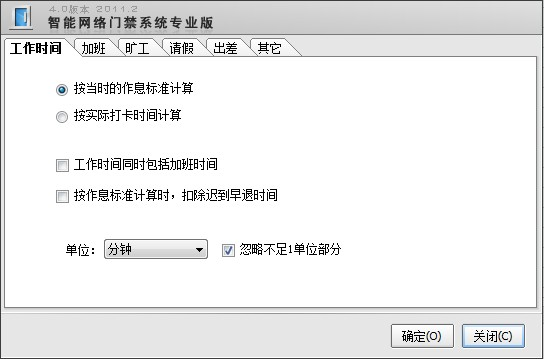 4.0版本 2011.2
智能网络门禁系统专业版
工作时间 加班 旷工 请假 出差 其它
按当时的作息标准计算
按实际打卡时间计算
工作时间同时包括加班时间
按作息标准计算时，扣除迟到早退时间
单位： 分钟 忽略不足1单位部分
确定(O) 关闭(C)